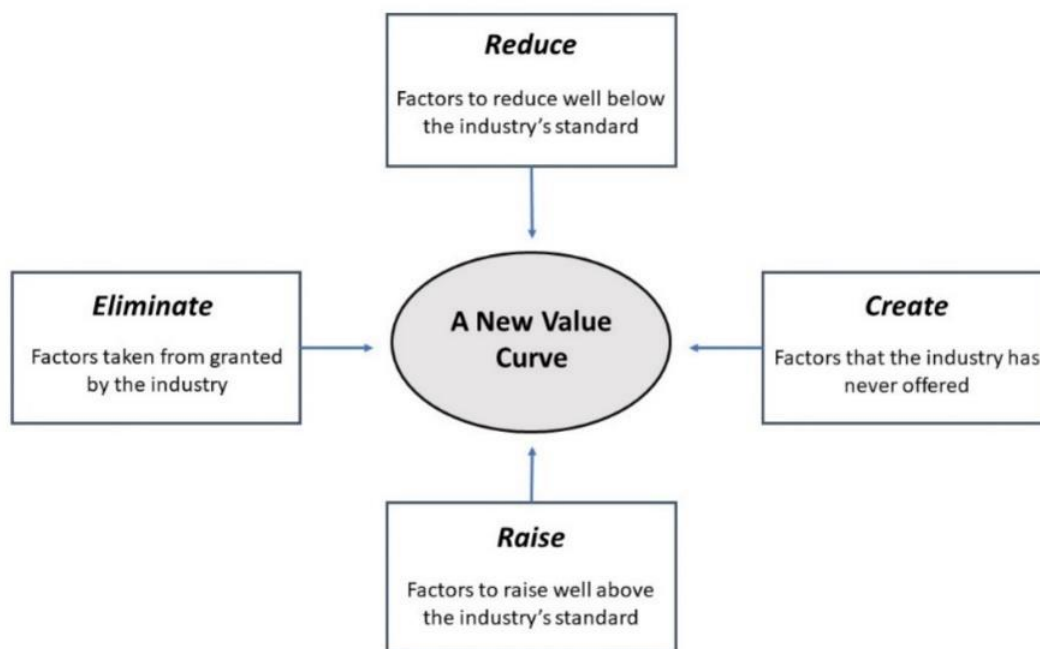 Reduce
Factors to reduce well below
the industry's standard
Eliminate
Factors taken from granted
by the industry
A New Value
Curve
Create
Factors that the industry has
never offered
Raise
Factors to raise well above
the industry's standard